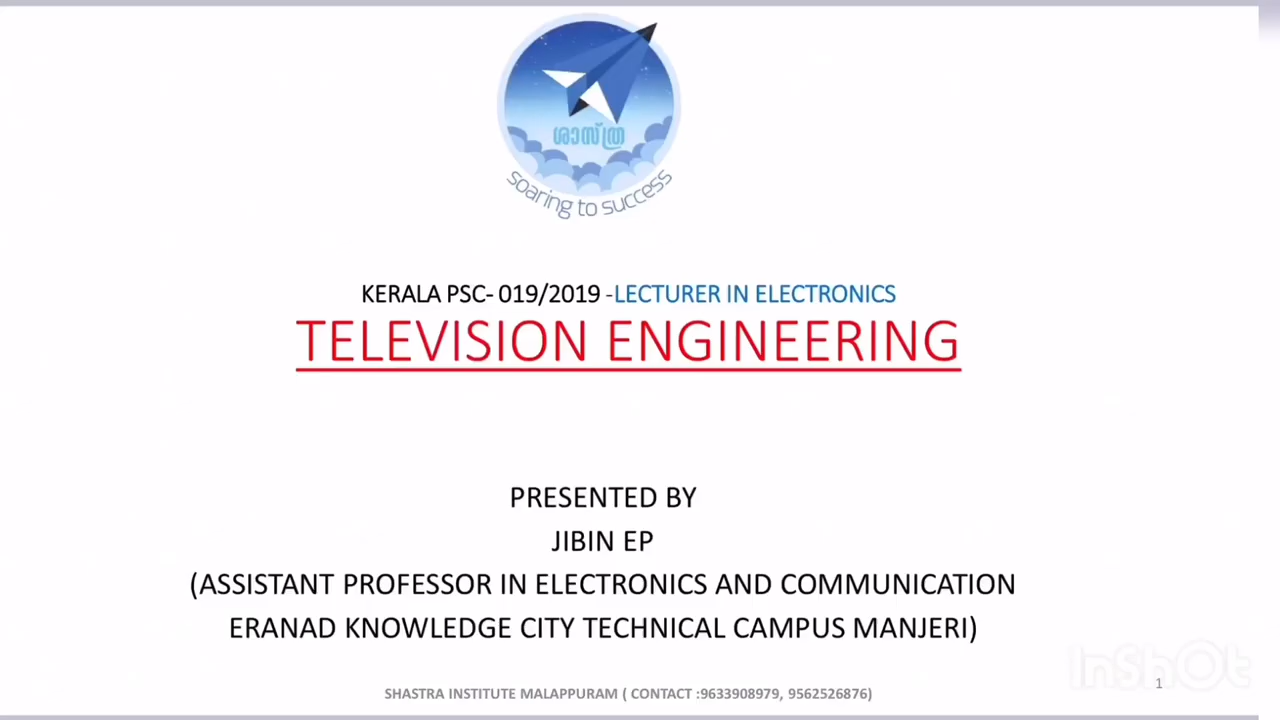 ശാസ്ത്ര
soaring to success
KERALA PSC- 019/2019 -LECTURER IN ELECTRONICS
TELEVISION ENGINEERING
PRESENTED BY
JIBIN EP
(ASSISTANT PROFESSOR IN ELECTRONICS AND COMMUNICATION
ERANAD KNOWLEDGE CITY TECHNICAL CAMPUS MANJERI)
InShOt
SHASTRA INSTITUTE MALAPPURAM ( CONTACT :9633908979, 9562526876)
1